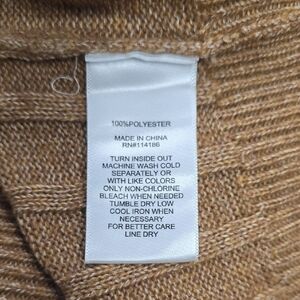 100%POLYESTER
MADE IN CHINA
RN#114186
TURN INSIDE OUT
MACHINE WASH COLD
SEPARATELY OR
WITH LIKE COLORS
ONLY NON-CHLORINE
BLEACH WHEN NEEDED
TUMBLE DRY LOW
COOL IRON WHEN
NECESSARY
FOR BETTER CARE
LINE DRY